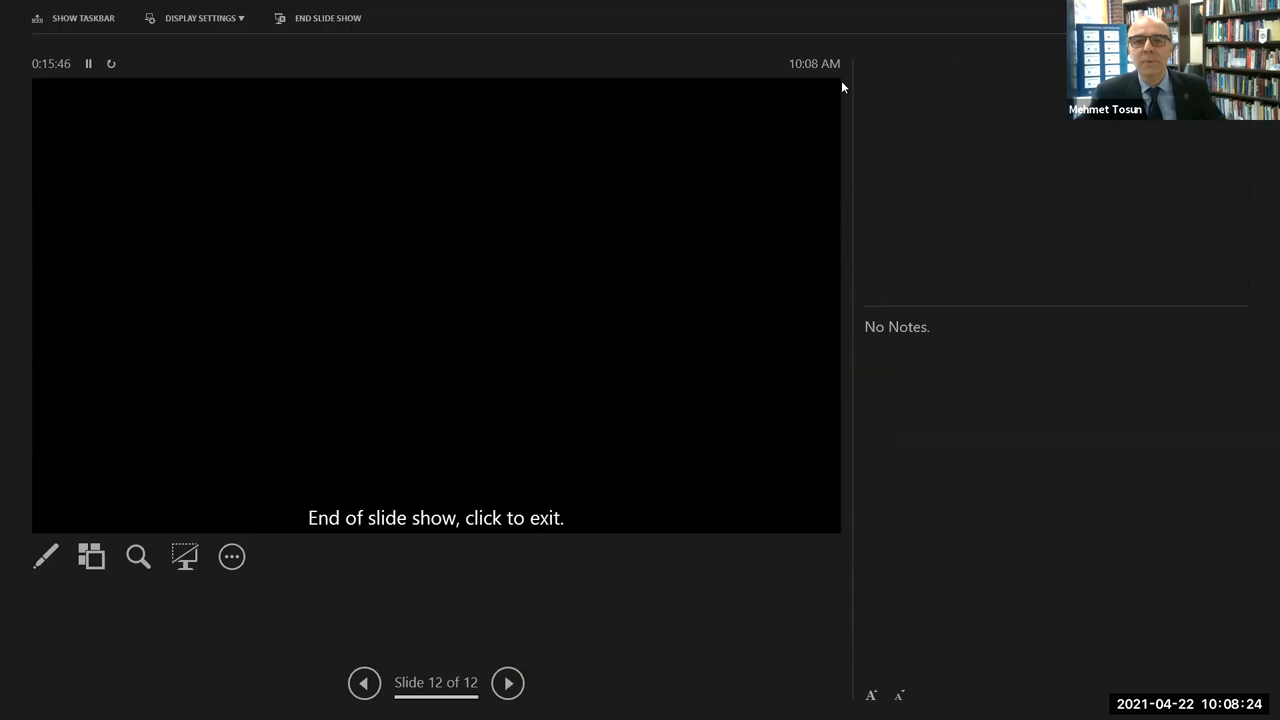 SHOW TASKBAR
DISPLAY SETTINGS ▾
END SLIDE SHOW
0:15:46
10:08 AM
Mehmet Tosun
No Notes.
End of slide show, click to exit.
Slide 12 of 12
A A
2021-04-22 10:08:24